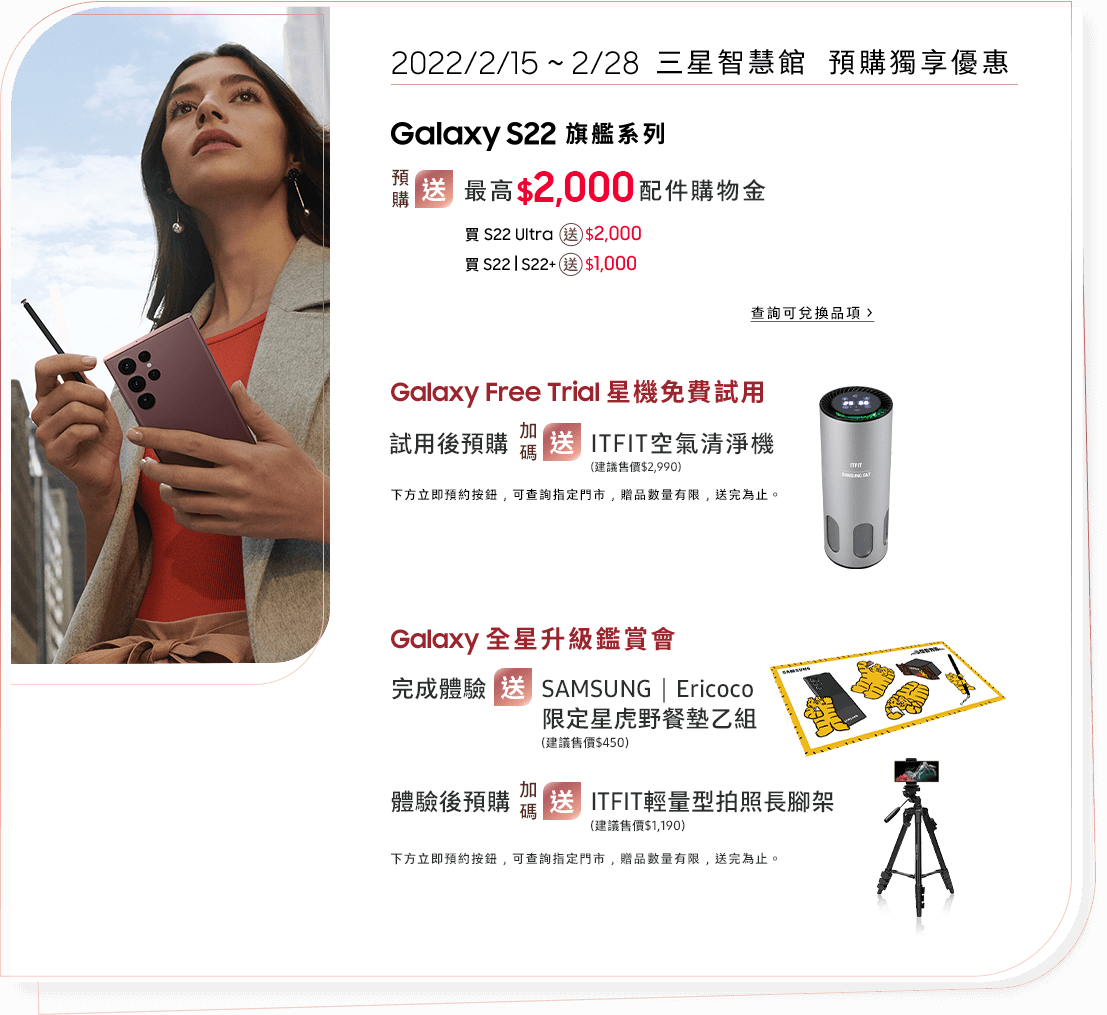 2022/2/15 ~ 2/28 三星智慧館 預購獨享優惠
Galaxy S22 旗艦系列
預購 送 最高$2,000配件購物金
買 S22 Ultra 送 $2,000
買 S22 | S22+ 送 $1,000
查詢可兌換品項 >
Galaxy Free Trial 星機免費試用
試用後預購 加碼 送 ITFIT空氣清淨機
(建議售價$2,990)
下方立即預約按鈕，可查詢指定門市，贈品數量有限，送完為止。
ITFIT
SAMSUNG C&T
Galaxy 全星升級鑑賞會
完成體驗 送 SAMSUNG | Ericoco
限定星虎野餐墊乙組
(建議售價$450)
SAMSUNG
體驗後預購 加碼 送 ITFIT輕量型拍照長腳架
(建議售價$1,190)
下方立即預約按鈕，可查詢指定門市，贈品數量有限，送完為止。